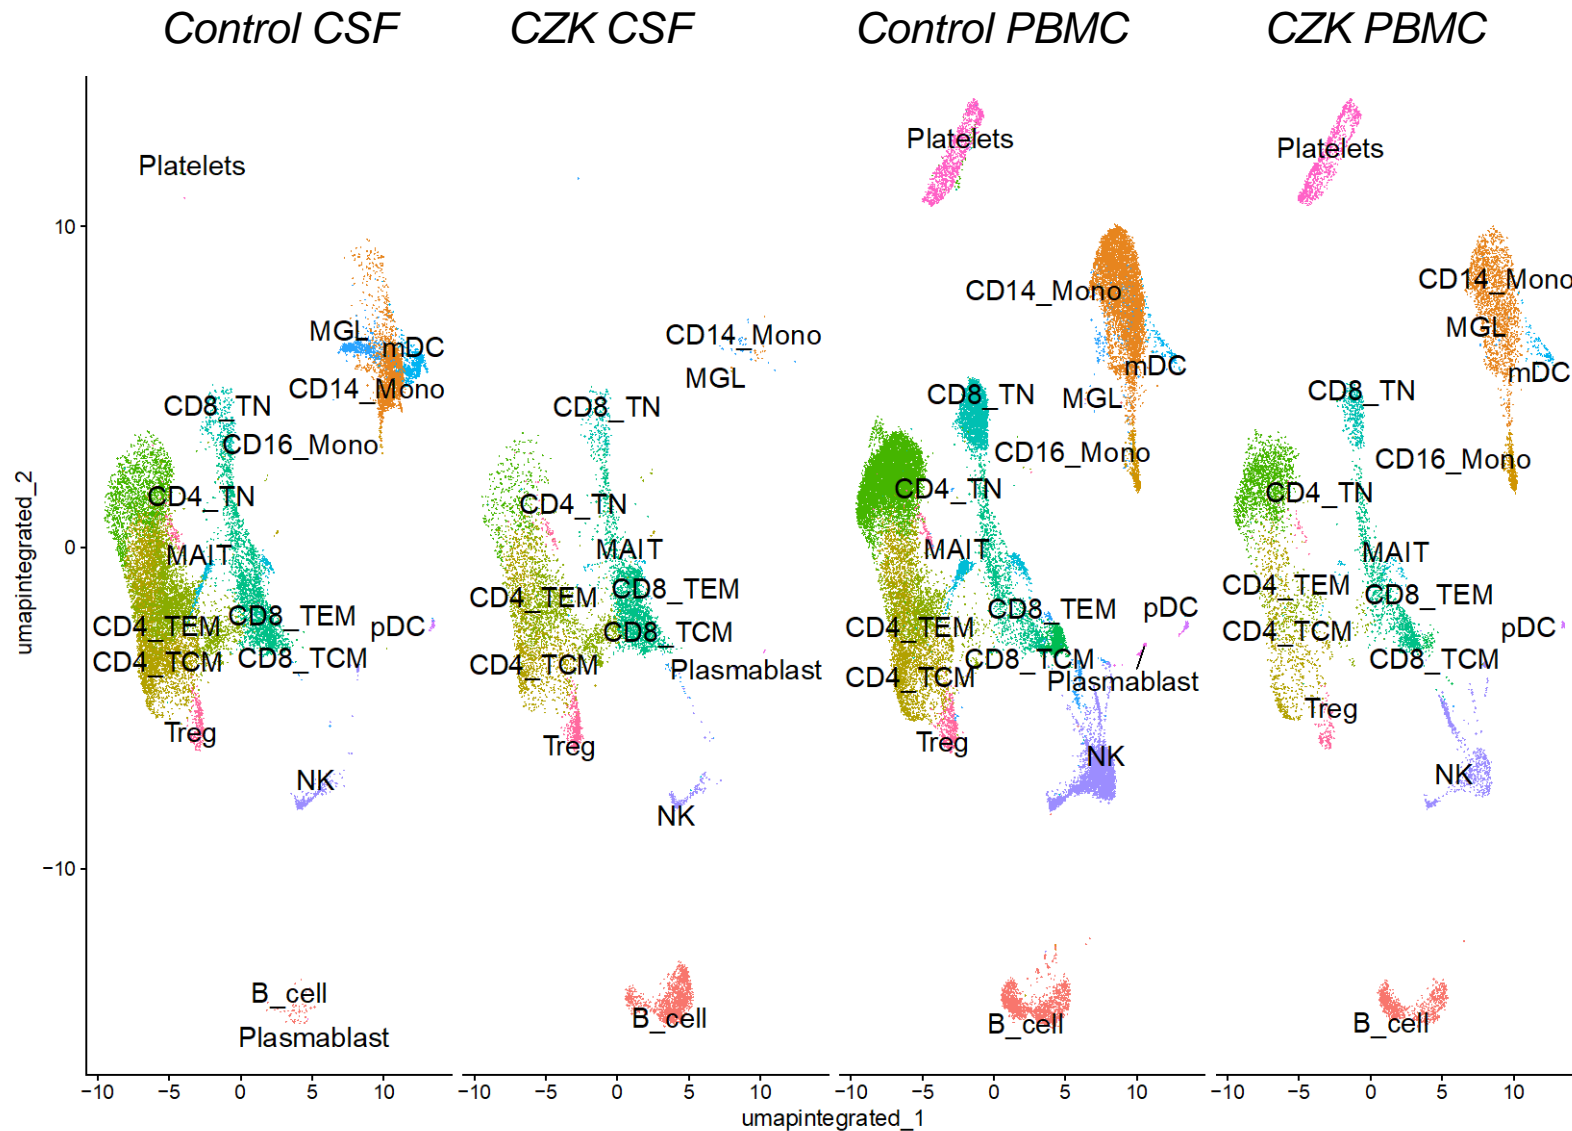 Control CSF
CZK CSF
Control PBMC
CZK PBMC
umapintegrated_2
10
0
−10
Platelets
MGL
mDC
CD14_Mono
CD8_TN
CD16_Mono
CD4_TN
MAIT
CD8_TEM
CD4_TEM
pDC
CD4_TCM
CD8_TCM
Treg
NK
B_cell
Plasmablast
−10
−5
0
5
10
CD14_Mono
MGL
CD8_TN
CD4_TN
MAIT
CD8_TEM
CD4_TEM
CD8_TCM
CD4_TCM
Plasmablast
Treg
NK
B_cell
−10
−5
0
5
10
Platelets
CD14_Mono
mDC
CD8_TN
MGL
CD16_Mono
CD4_TN
MAIT
CD8_TEM
pDC
CD4_TEM
CD8_TCM
CD4_TCM
Plasmablast
Treg
NK
B_cell
−10
−5
0
5
10
Platelets
CD14_Mono
MGL
mDC
CD8_TN
CD16_Mono
CD4_TN
MAIT
CD4_TEM
CD8_TEM
CD4_TCM
pDC
CD8_TCM
Treg
NK
B_cell
−10
−5
0
5
10
umapintegrated_1